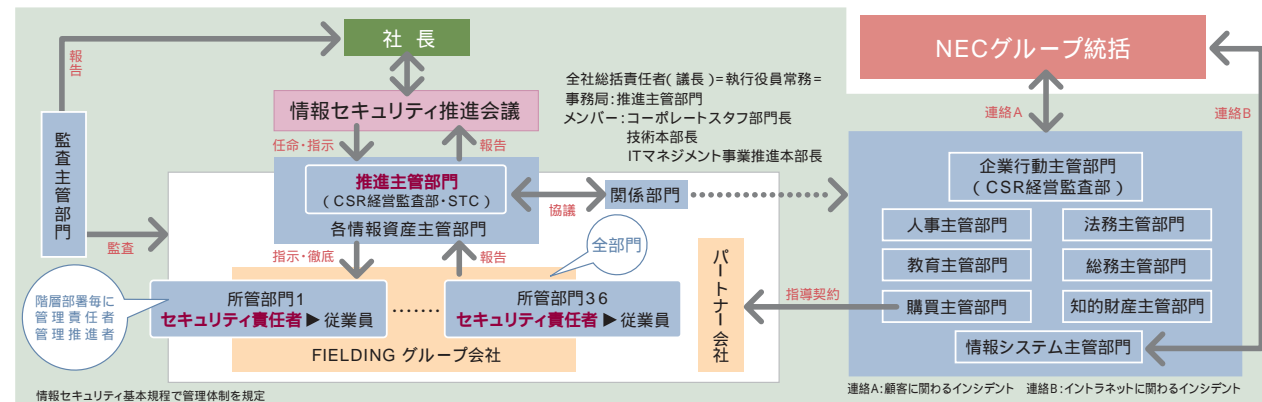 社 長
NECグループ統括
報告
情報セキュリティ推進会議
全社総括責任者(議長)=執行役員常務=
事務局:推進主管部門
メンバー:コーポレートスタフ部門長
技術本部長
ITマネジメント事業推進本部長
連絡A
連絡B
監査主管部門
任命・指示
報告
推進主管部門
(CSR経営監査部・STC)
各情報資産主管部門
協議
関係部門
企業行動主管部門
(CSR経営監査部)
人事主管部門
法務主管部門
教育主管部門
総務主管部門
購買主管部門
知的財産主管部門
情報システム主管部門
監査
指示・徹底
報告
全部門
パートナー会社
指導契約
階層部署毎に
管理責任者
管理推進者
所管部門1
セキュリティ責任者▶従業員
‥‥‥
所管部門36
セキュリティ責任者▶従業員
FIELDING グループ会社
情報セキュリティ基本規程で管理体制を規定
連絡A:顧客に関わるインシデント 連絡B:イントラネットに関わるインシデント